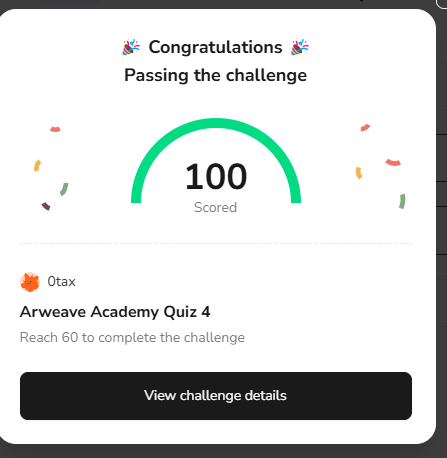 Congratulations
Passing the challenge
100
Scored
0tax
Arweave Academy Quiz 4
Reach 60 to complete the challenge
View challenge details